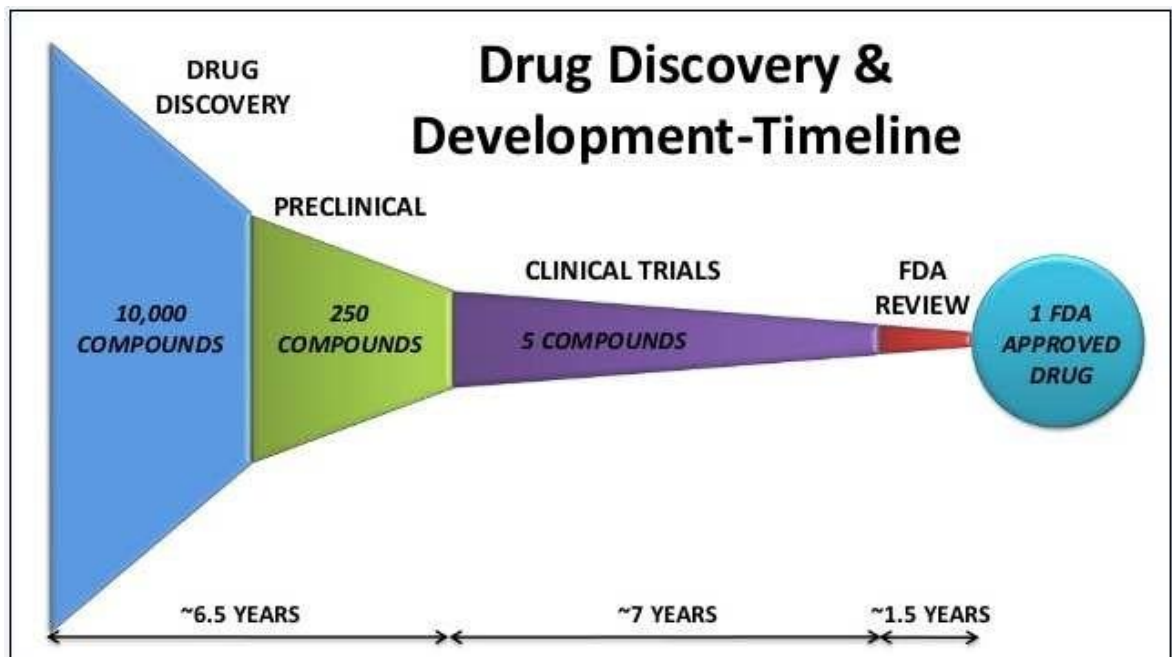 Drug Discovery &
Development-Timeline
DRUG
DISCOVERY
PRECLINICAL
CLINICAL TRIALS
FDA
REVIEW
10,000
COMPOUNDS
250
COMPOUNDS
5 COMPOUNDS
1 FDA
APPROVED
DRUG
~6.5 YEARS
~7 YEARS
~1.5 YEARS